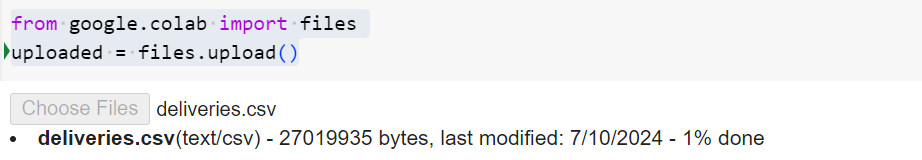 from google.colab import files
uploaded = files.upload()
Choose Files deliveries.csv
• deliveries.csv(text/csv) - 27019935 bytes, last modified: 7/10/2024 - 1% done